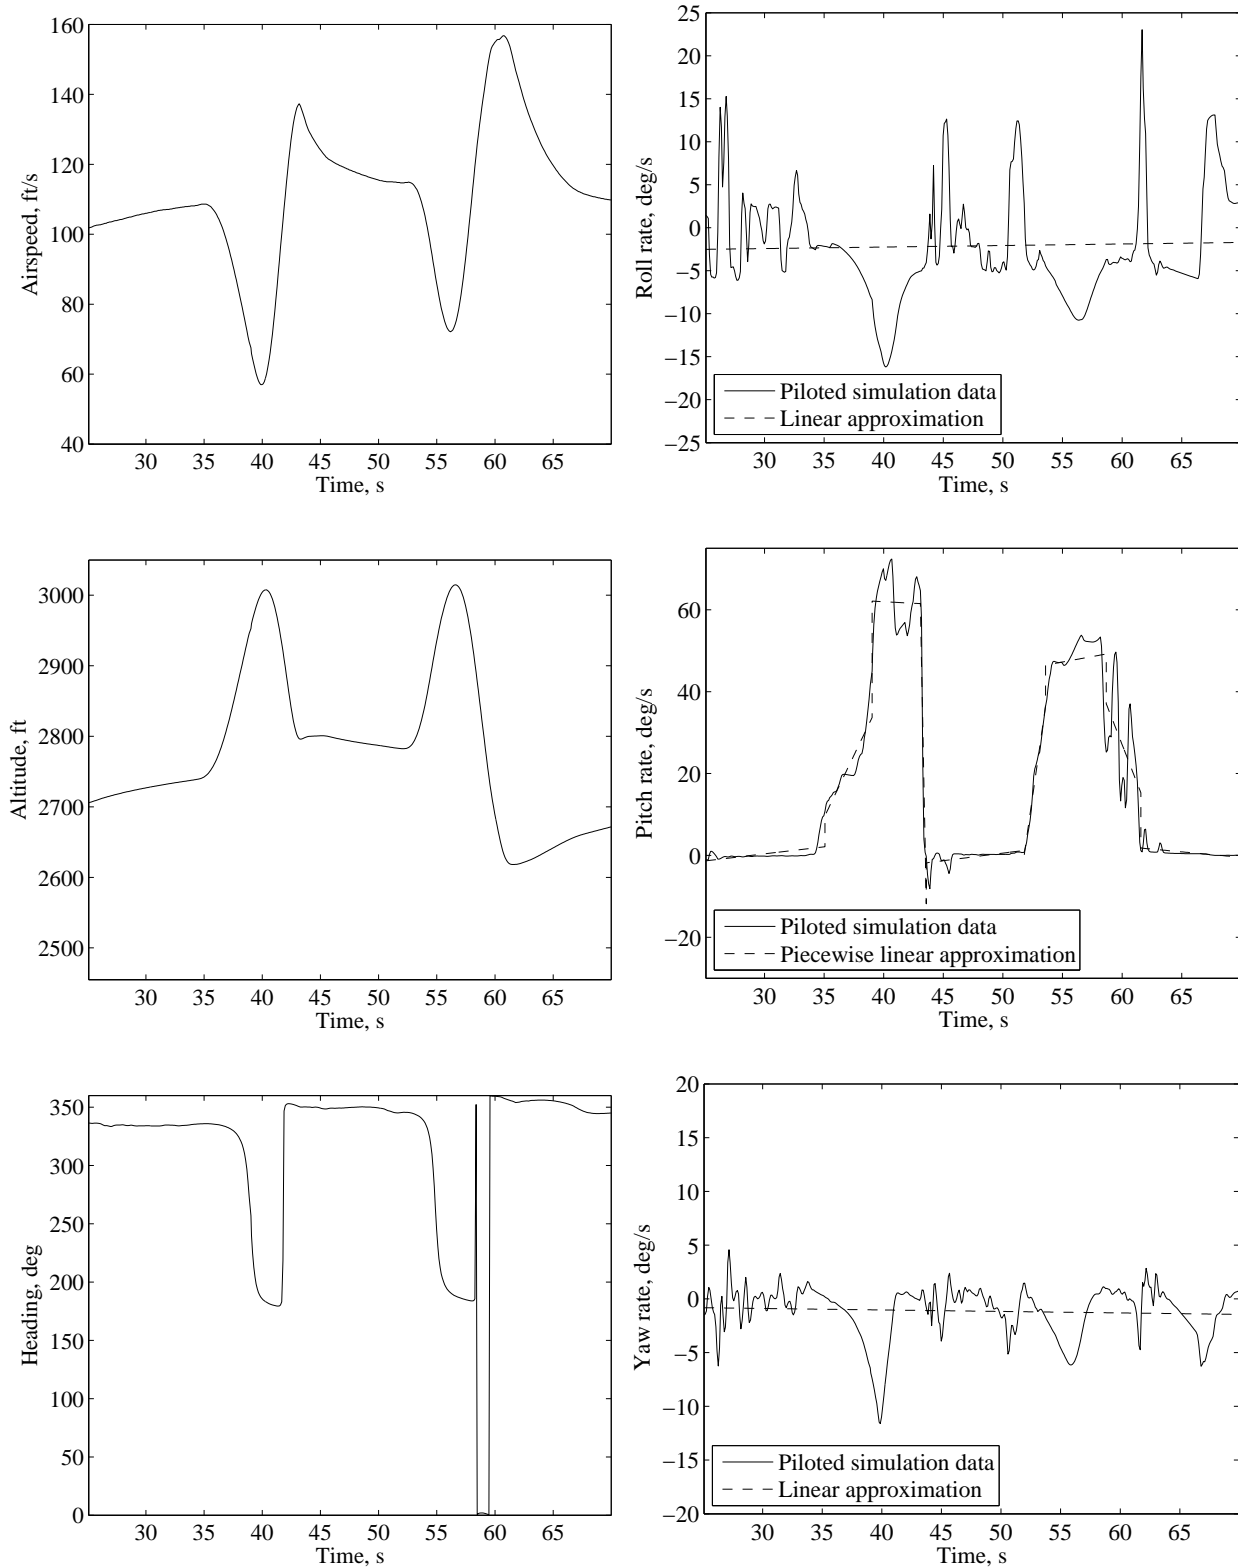 160
140
120
100
80
60
40
30 35 40 45 50 55 60 65
Time, s
Airspeed, ft/s
25
20
15
10
5
0
−5
−10
−15
−20
−25
30 35 40 45 50 55 60 65
Time, s
Roll rate, deg/s
Piloted simulation data
Linear approximation
3000
2900
2800
2700
2600
2500
30 35 40 45 50 55 60 65
Time, s
Altitude, ft
60
40
20
0
−20
30 35 40 45 50 55 60 65
Time, s
Pitch rate, deg/s
Piloted simulation data
Piecewise linear approximation
350
300
250
200
150
100
50
0
30 35 40 45 50 55 60 65
Time, s
Heading, deg
20
15
10
5
0
−5
−10
−15
−20
30 35 40 45 50 55 60 65
Time, s
Yaw rate, deg/s
Piloted simulation data
Linear approximation